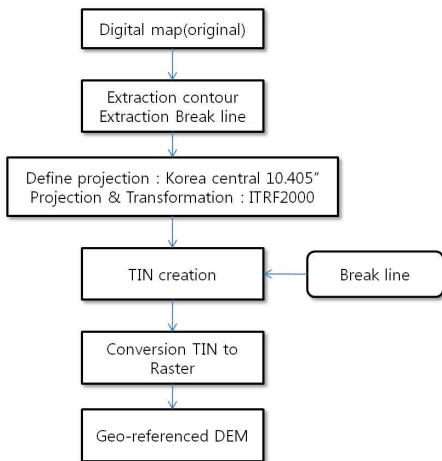 Digital map(original)
Extraction contour
Extraction Break line
Define projection : Korea central 10.405″
Projection & Transformation : ITRF2000
TIN creation
Break line
Conversion TIN to
Raster
Geo-referenced DEM